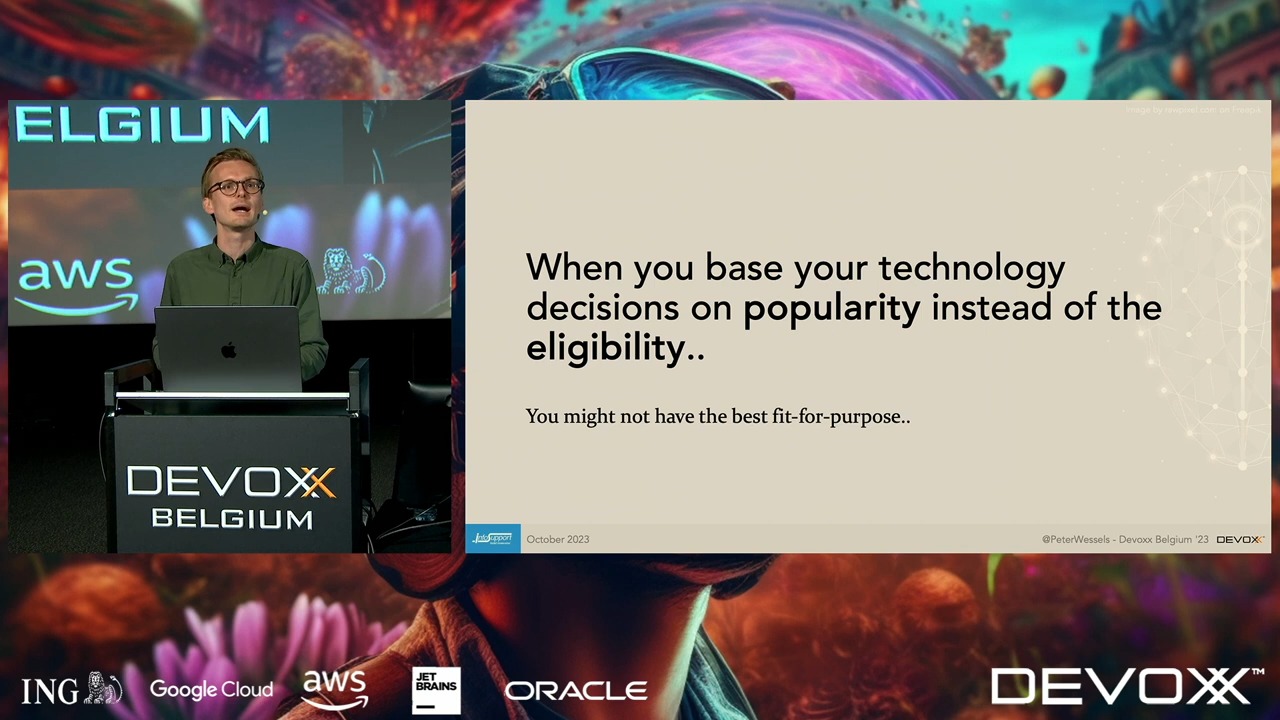 ELGIUM
aws
DEVOXX
BELGIUM
When you base your technology
decisions on popularity instead of the
eligibility..
You might not have the best fit-for-purpose..
InfoSupport
October 2023
@PeterWessels - Devoxx Belgium '23
DEVOXX
ING
Google Cloud
aws
JET
BRAINS
ORACLE
DEVOXX™